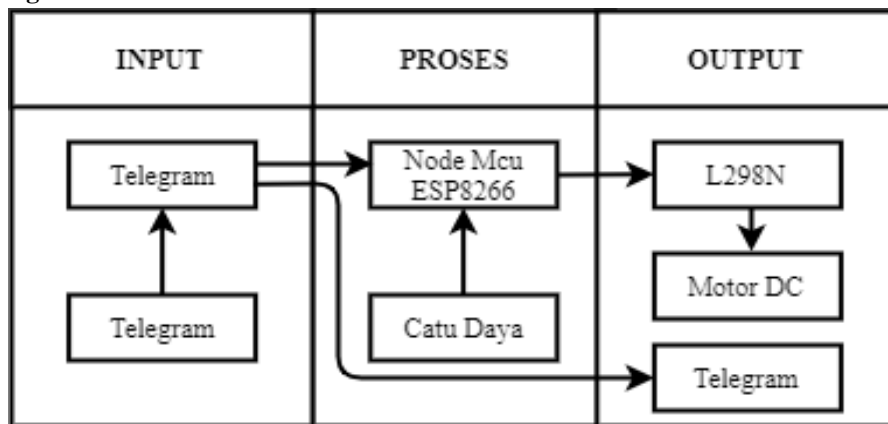 INPUT
PROSES
OUTPUT
Telegram
Node Mcu
ESP8266
L298N
Motor DC
Telegram
Catu Daya
Telegram